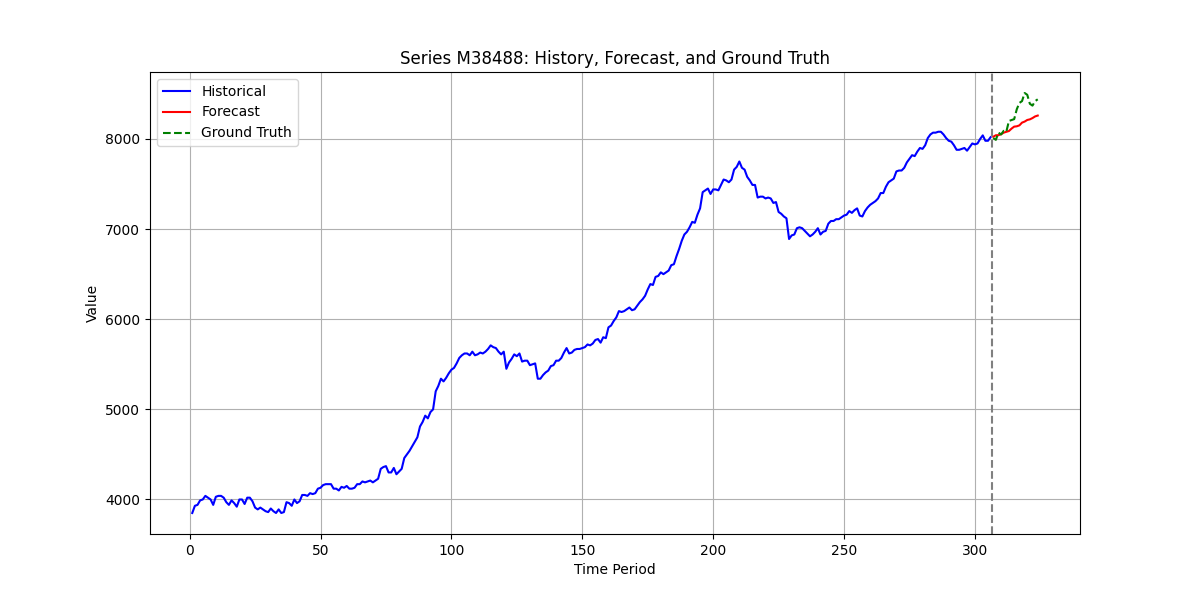 Series M38488: History, Forecast, and Ground Truth
Historical
Forecast
Ground Truth
8000
7000
6000
5000
4000
Value
0 50 100 150 200 250 300
Time Period